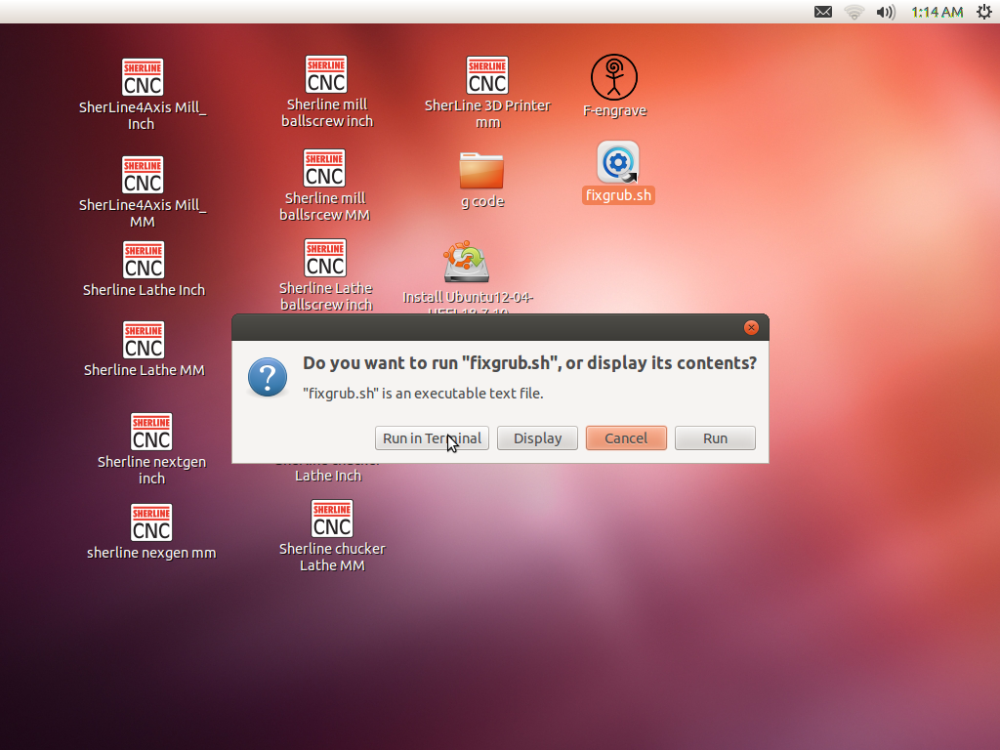 1:14 AM
SHERLINE
CNC
SherLine4Axis Mill_
Inch
SHERLINE
CNC
Sherline mill
ballscrew inch
SHERLINE
CNC
SherLine 3D Printer
mm
F-engrave
SHERLINE
CNC
SherLine4Axis Mill_
MM
SHERLINE
CNC
Sherline mill
ballsrcew MM
g code
fixgrub.sh
SHERLINE
CNC
Sherline Lathe Inch
SHERLINE
CNC
Sherline Lathe
ballscrew inch
Install Ubuntu12-04-
SHERLINE
CNC
Sherline Lathe MM
Do you want to run "fixgrub.sh", or display its contents?
"fixgrub.sh" is an executable text file.
Run in Terminal
Display
Cancel
Run
SHERLINE
CNC
Sherline nextgen
inch
Lathe Inch
SHERLINE
CNC
sherline nexgen mm
SHERLINE
CNC
Sherline chucker
Lathe MM